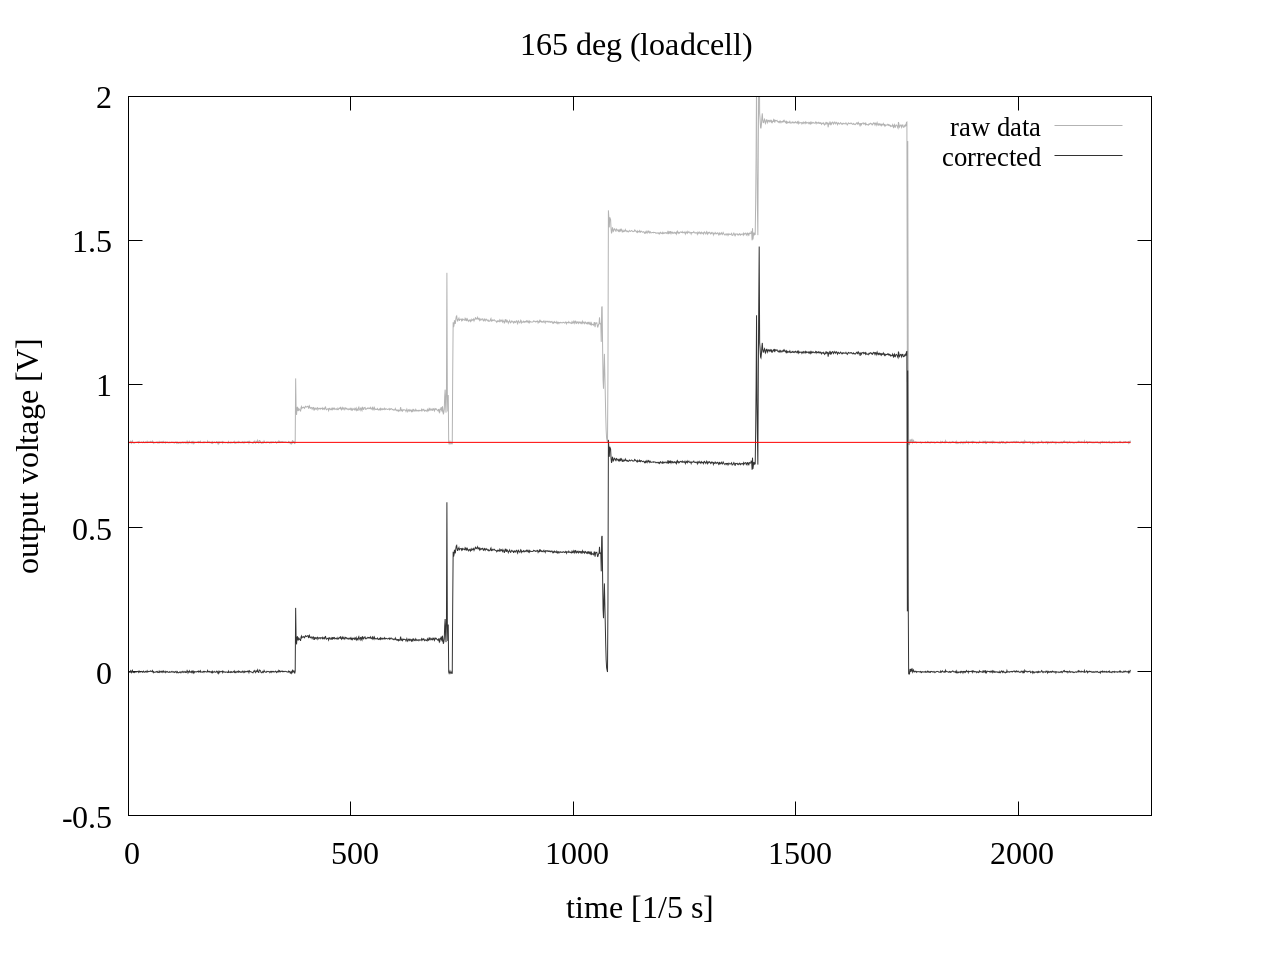 165 deg (loadcell)
2
raw data
corrected
1.5
1
0.5
0
-0.5
output voltage [V]
0 500 1000 1500 2000
time [1/5 s]